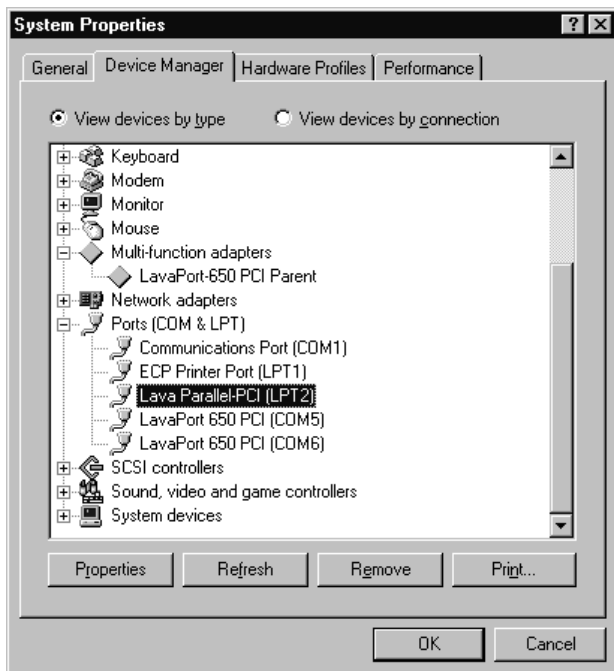 System Properties
General Device Manager Hardware Profiles Performance
View devices by type View devices by connection
Keyboard
Modem
Monitor
Mouse
Multi-function adapters
LavaPort-650 PCI Parent
Network adapters
Ports (COM & LPT)
Communications Port (COM1)
ECP Printer Port (LPT1)
Lava Parallel-PCI (LPT2)
LavaPort 650 PCI (COM5)
LavaPort 650 PCI (COM6)
SCSI controllers
Sound, video and game controllers
System devices
Properties Refresh Remove Print...
OK Cancel